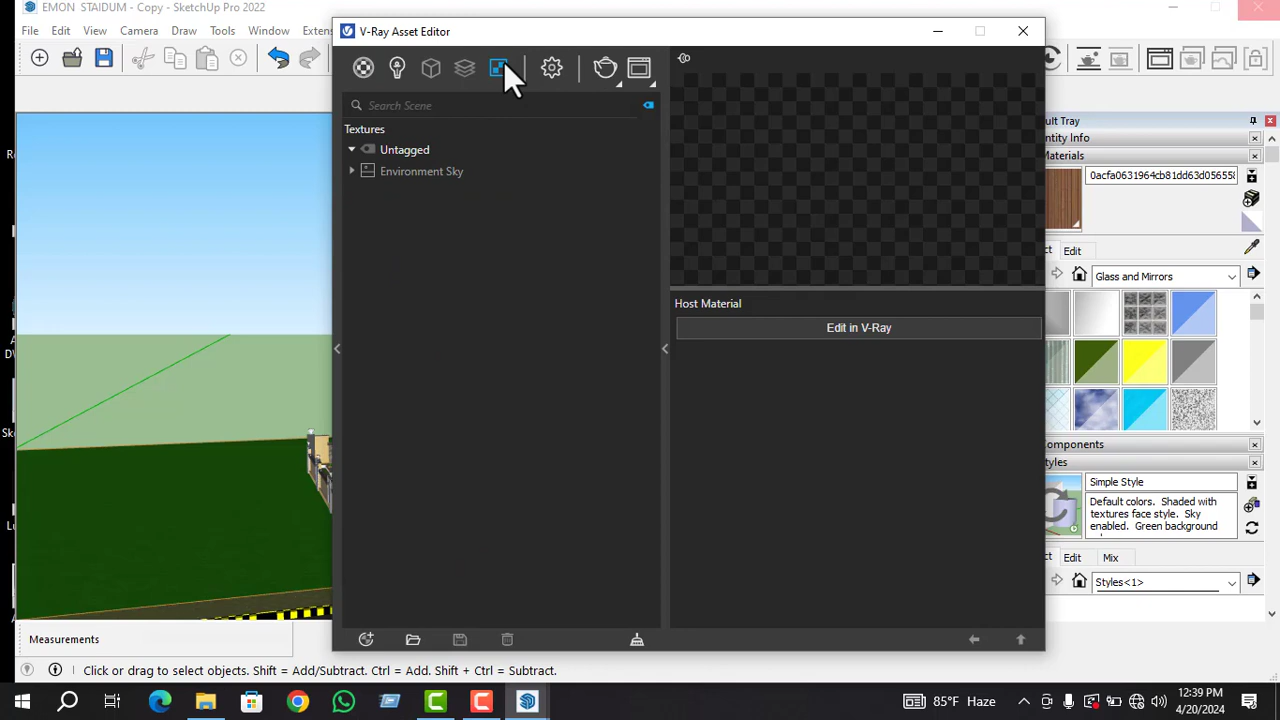 EMON STAIDUM - Copy - SketchUp Pro 2022
File
Edit
View
Camera
Draw
Tools
Window
V-Ray Asset Editor
Search Scene
Textures
Untagged
Environment Sky
Host Material
Edit in V-Ray
ult Tray
ntity Info
Materials
Edit
Glass and Mirrors
Components
tyles
Simple Style
Default colors. Shaded with
textures face style. Sky
enabled. Green background
Edit
Mix
Styles<1>
Measurements
Click or drag to select objects. Shift = Add/Subtract. Ctrl = Add. Shift + Ctrl = Subtract.
85°F Haze
12:39 PM
4/20/2024